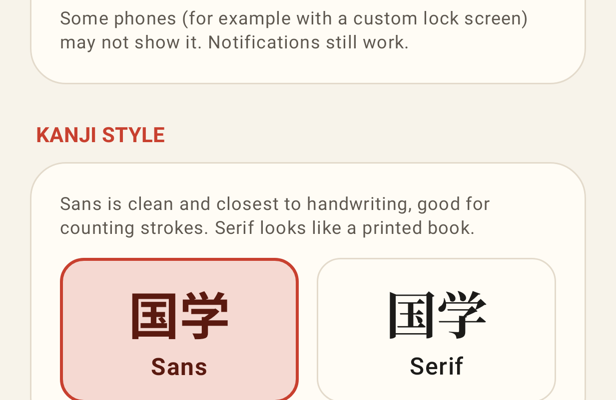 Some phones (for example with a custom lock screen)
may not show it. Notifications still work.
KANJI STYLE
Sans is clean and closest to handwriting, good for
counting strokes. Serif looks like a printed book.
国学
Sans
国学
Serif